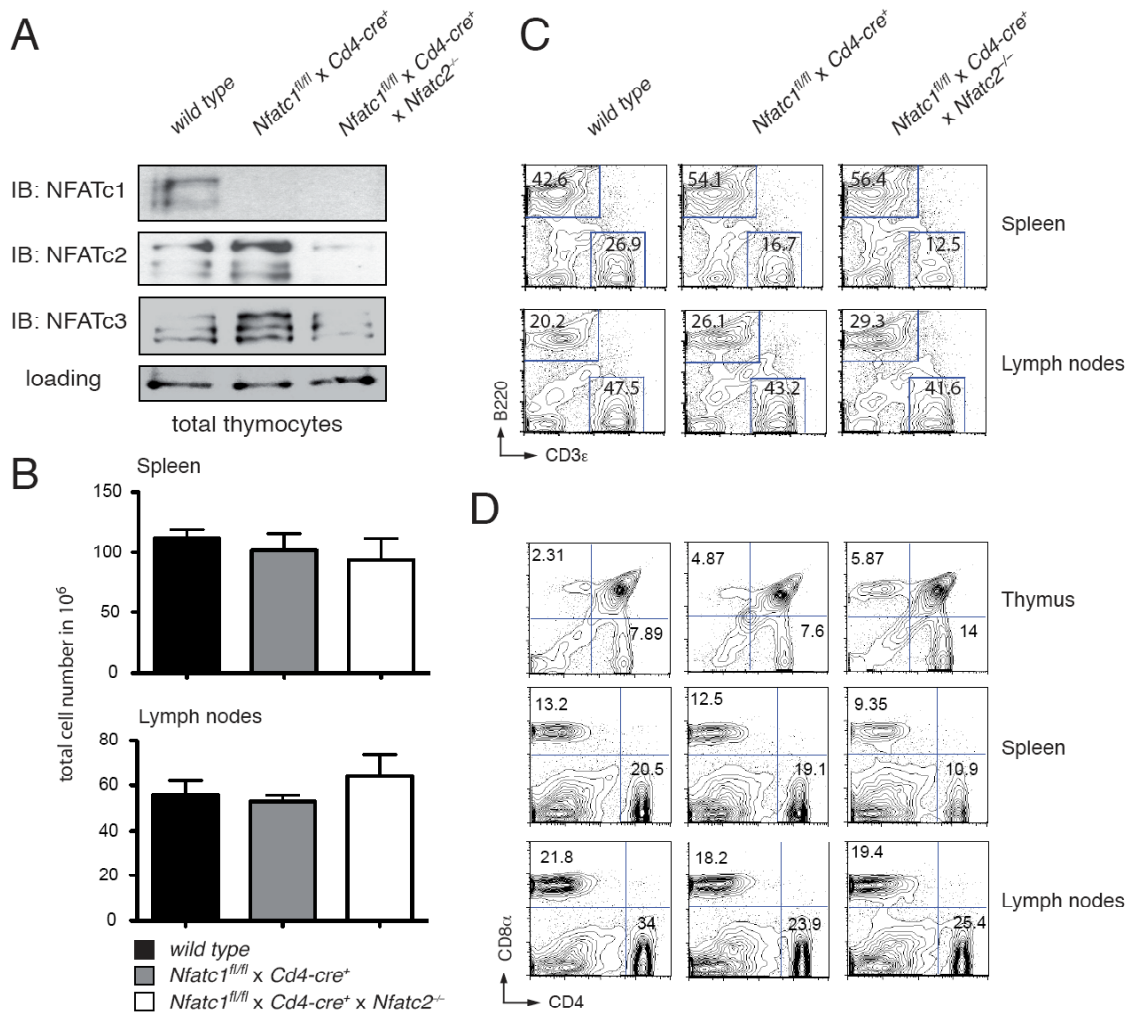 A
wild type
Nfatc1fl/fl x Cd4-cre+
Nfatc1fl/fl x Cd4-cre+
x Nfatc2-/-
IB: NFATc1
IB: NFATc2
IB: NFATc3
loading
total thymocytes
B
Spleen
total cell number in 10⁶
150
100
50
0
Lymph nodes
80
60
40
20
0
wild type
Nfatc1fl/fl x Cd4-cre+
Nfatc1fl/fl x Cd4-cre+ x Nfatc2-/-
C
wild type
Nfatc1fl/fl x Cd4-cre+
Nfatc1fl/fl x Cd4-cre+
x Nfatc2-/-
42.6
26.9
54.1
16.7
56.4
12.5
Spleen
20.2
47.5
26.1
43.2
29.3
41.6
Lymph nodes
B220
CD3ε
D
2.31
7.89
4.87
7.6
5.87
14
Thymus
13.2
20.5
12.5
19.1
9.35
10.9
Spleen
21.8
34
18.2
23.9
19.4
25.4
Lymph nodes
CD8α
CD4